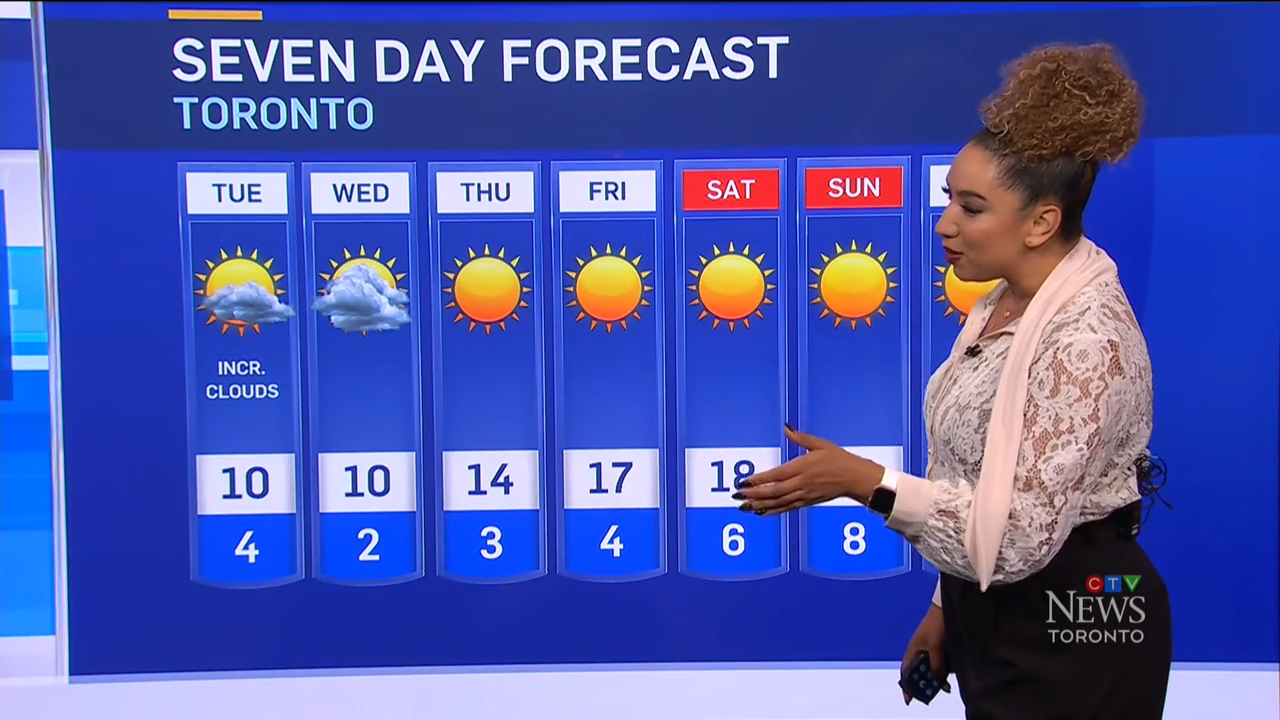 SEVEN DAY FORECAST
TORONTO
TUE WED THU FRI SAT SUN
INCR.
CLOUDS
10 10 14 17 18
4 2 3 4 6 8
CTV
NEWS
TORONTO